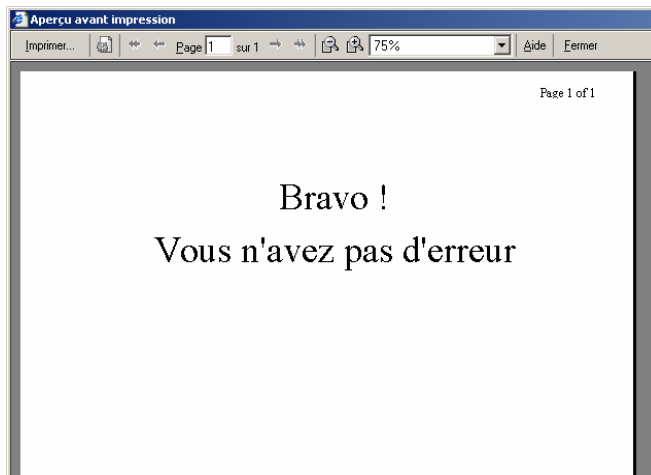 Aperçu avant impression
Imprimer... Page 1 sur 1 75% Aide Fermer
Page 1 of 1
Bravo !
Vous n'avez pas d'erreur